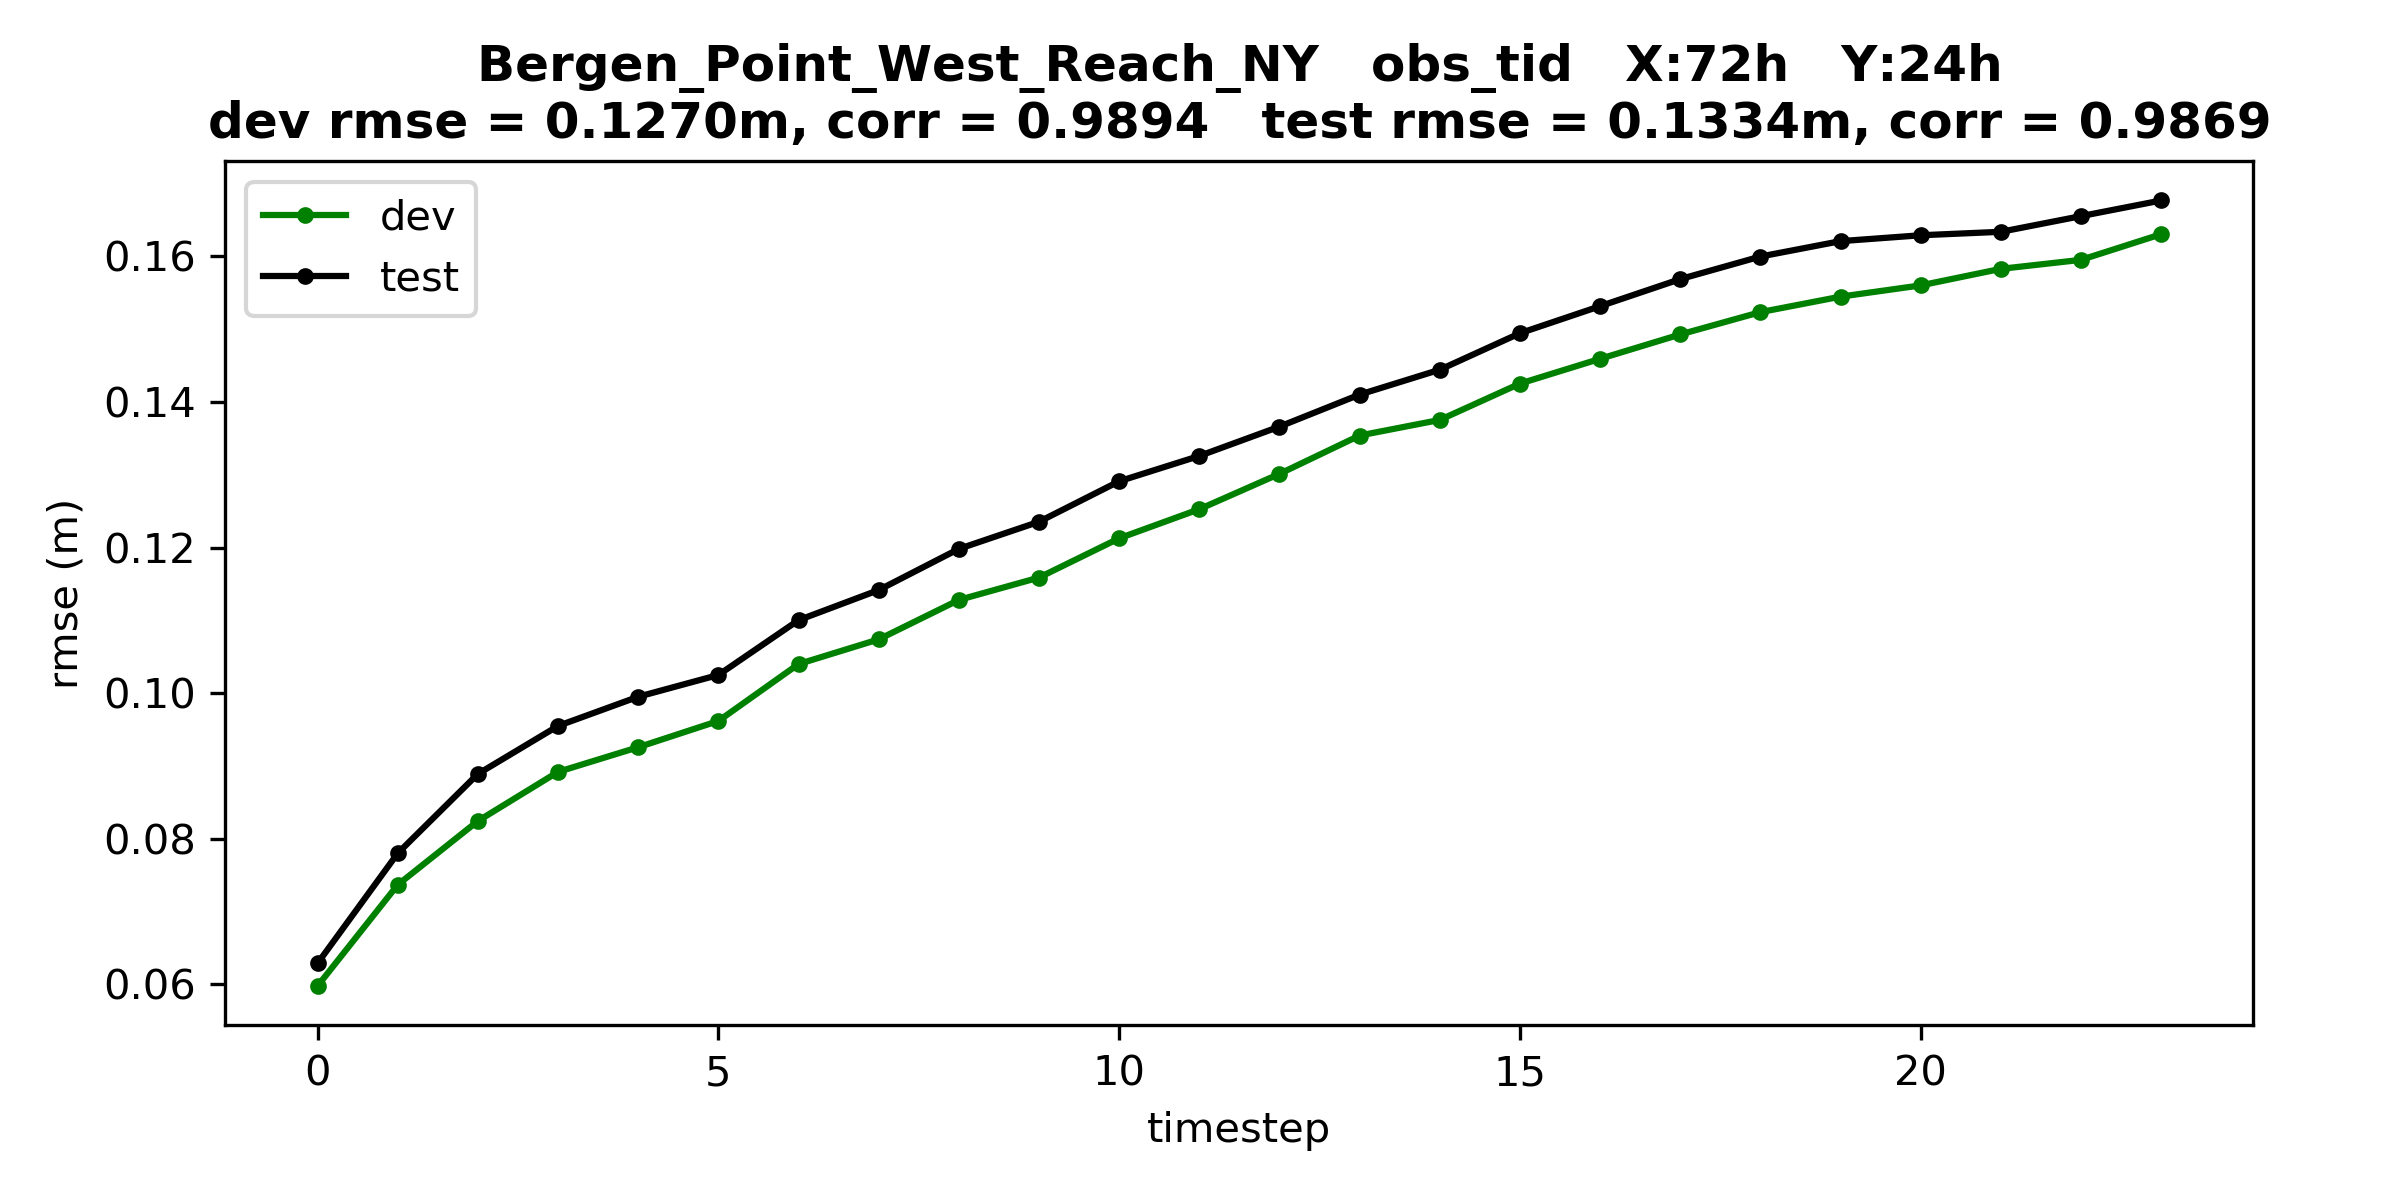 Bergen_Point_West_Reach_NY   obs_tid   X:72h   Y:24h
dev rmse = 0.1270m, corr = 0.9894   test rmse = 0.1334m, corr = 0.9869
dev
test
0.16
0.14
0.12
0.10
0.08
0.06
rmse (m)
0 5 10 15 20
timestep